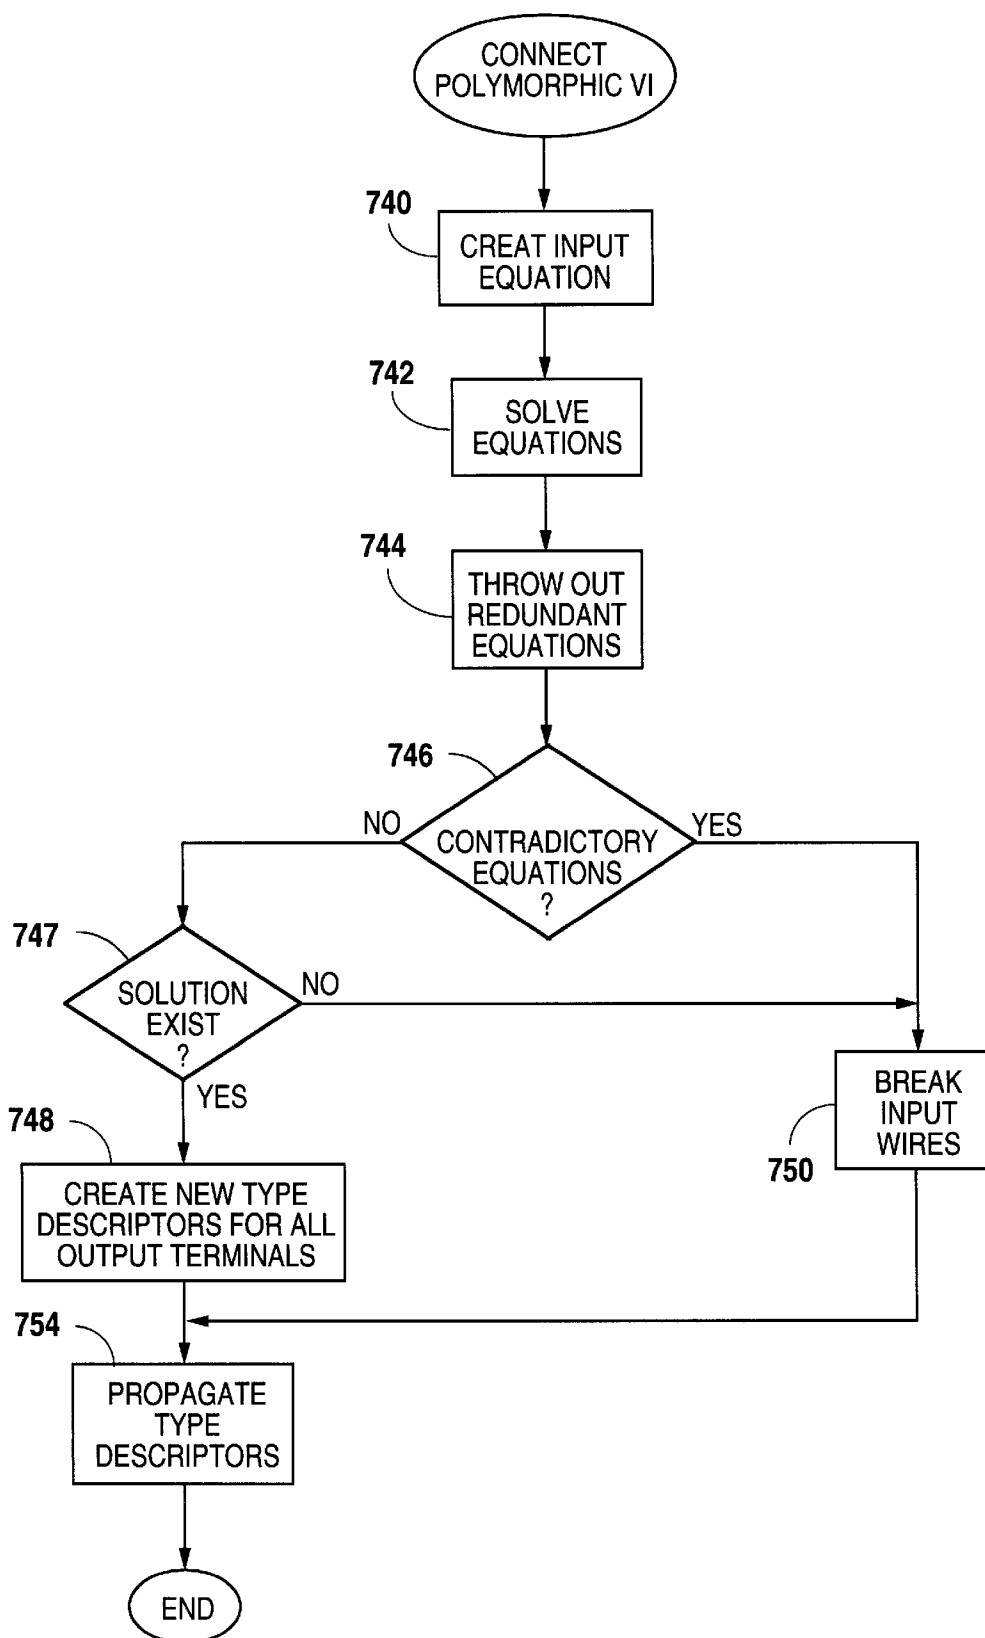 CONNECT
POLYMORPHIC VI
740
CREAT INPUT
EQUATION
742
SOLVE
EQUATIONS
744
THROW OUT
REDUNDANT
EQUATIONS
746
NO
YES
CONTRADICTORY
EQUATIONS
?
747
SOLUTION
EXIST
?
NO
YES
BREAK
INPUT
WIRES
750
748
CREATE NEW TYPE
DESCRIPTORS FOR ALL
OUTPUT TERMINALS
754
PROPAGATE
TYPE
DESCRIPTORS
END